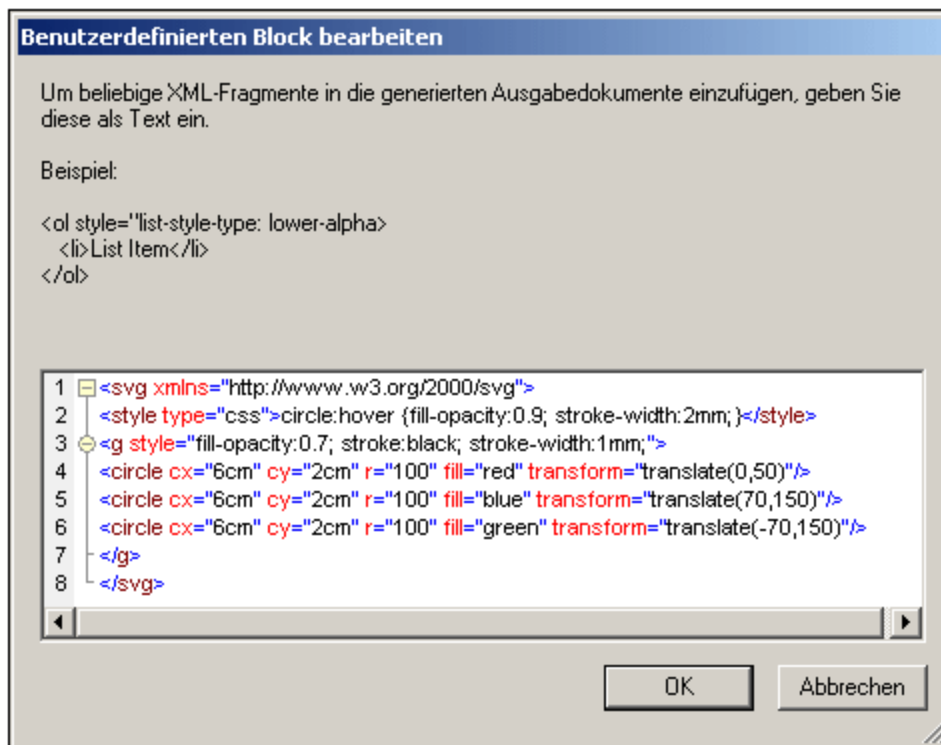 Benutzerdefinierten Block bearbeiten
Um beliebige XML-Fragmente in die generierten Ausgabedokumente einzufügen, geben Sie
diese als Text ein.
Beispiel:
<ol style="list-style-type: lower-alpha>
<li>List Item</li>
</ol>
1 <svg xmlns="http://www.w3.org/2000/svg">
2 <style type="css">circle:hover {fill-opacity:0.9; stroke-width:2mm;}</style>
3 <g style="fill-opacity:0.7; stroke:black; stroke-width:1mm;">
4 <circle cx="6cm" cy="2cm" r="100" fill="red" transform="translate(0,50)"/>
5 <circle cx="6cm" cy="2cm" r="100" fill="blue" transform="translate(70,150)"/>
6 <circle cx="6cm" cy="2cm" r="100" fill="green" transform="translate(-70,150)"/>
7 </g>
8 </svg>
OK Abbrechen